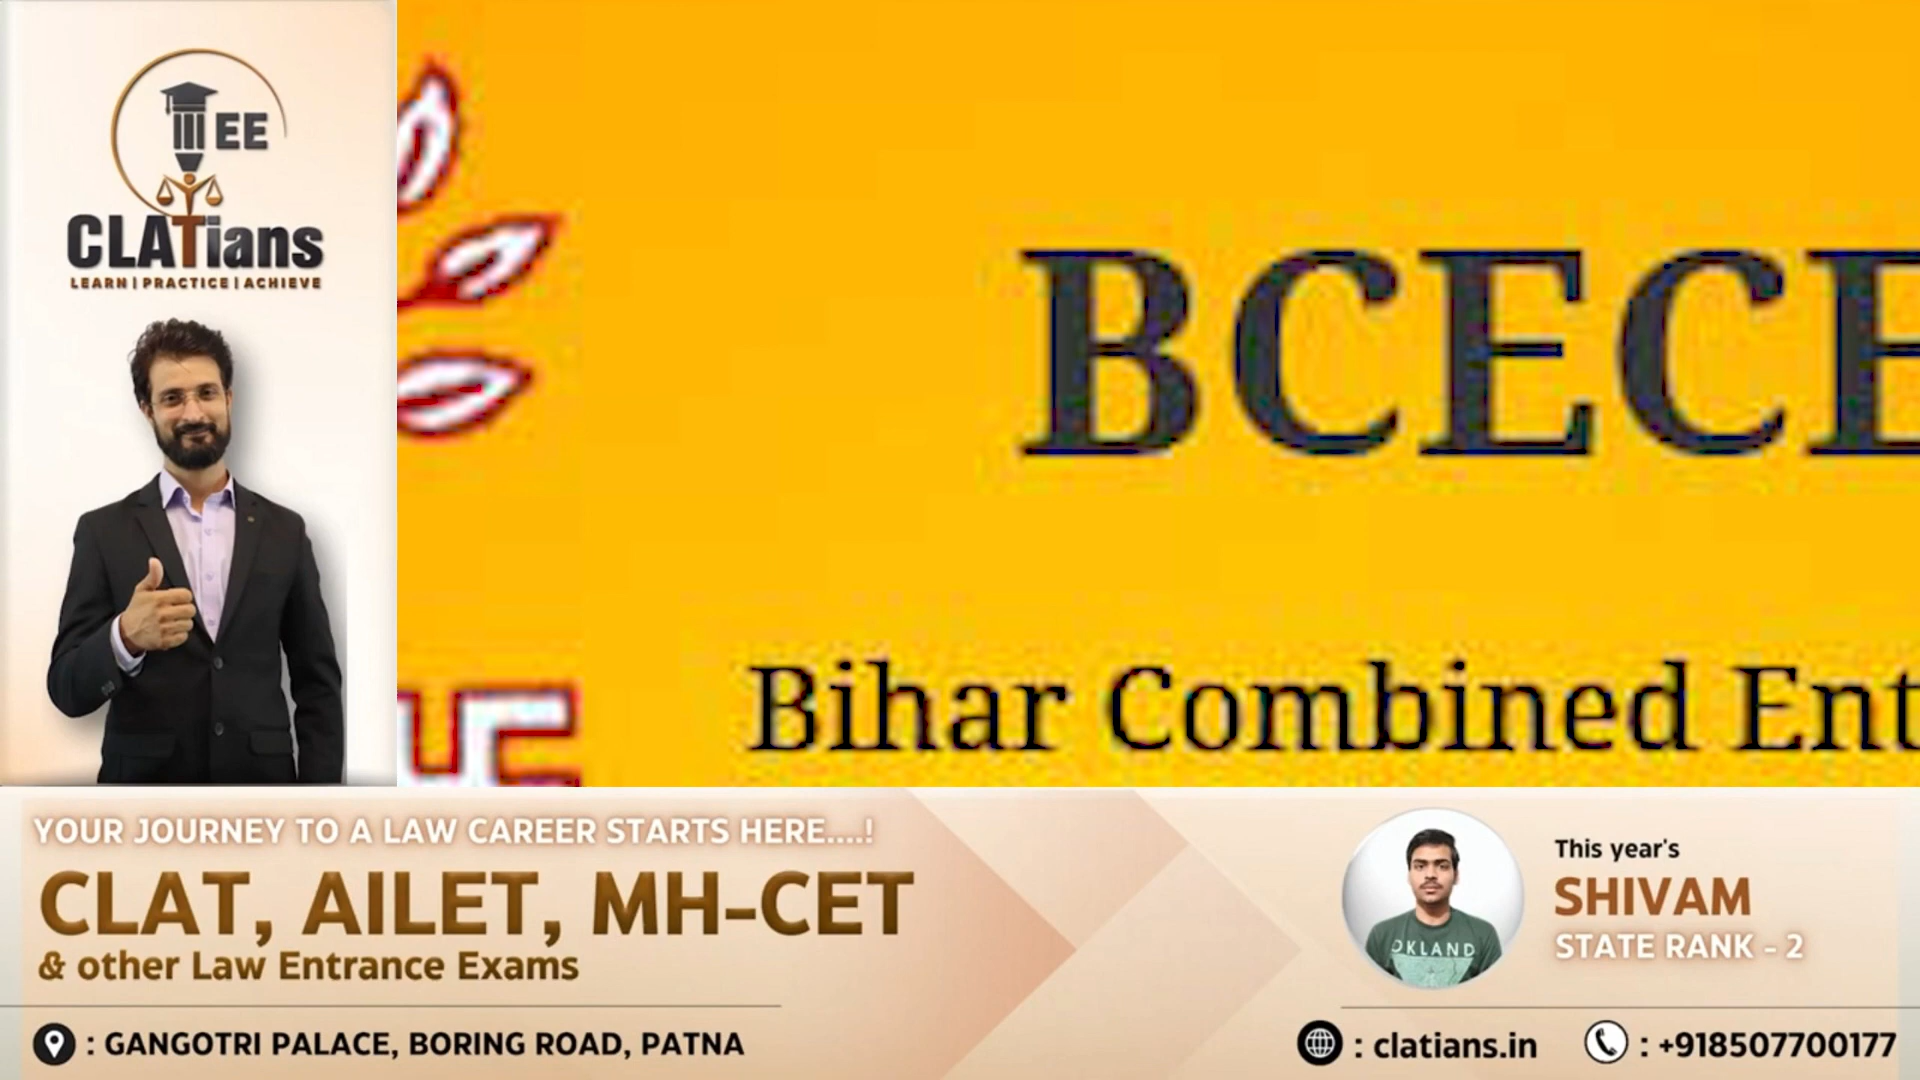 TEE
CLATians
LEARN | PRACTICE | ACHIEVE
BCECE
Bihar Combined Ent
YOUR JOURNEY TO A LAW CAREER STARTS HERE....!
CLAT, AILET, MH-CET
& other Law Entrance Exams
: GANGOTRI PALACE, BORING ROAD, PATNA
This year's
SHIVAM
STATE RANK - 2
OKLAND
: clatians.in
: +918507700177